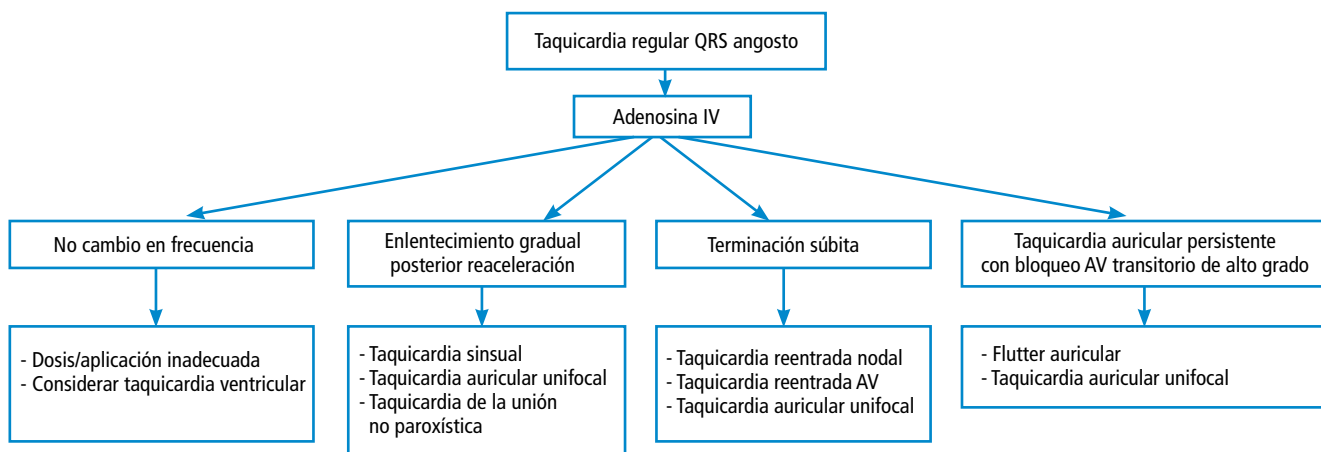 Taquicardia regular QRS angosto
Adenosina IV
No cambio en frecuencia
Enlentecimiento gradual
posterior reaceleración
Terminación súbita
Taquicardia auricular persistente
con bloqueo AV transitorio de alto grado
- Dosis/aplicación inadecuada
- Considerar taquicardia ventricular
- Taquicardia sinsual
- Taquicardia auricular unifocal
- Taquicardia de la unión
no paroxística
- Taquicardia reentrada nodal
- Taquicardia reentrada AV
- Taquicardia auricular unifocal
- Flutter auricular
- Taquicardia auricular unifocal